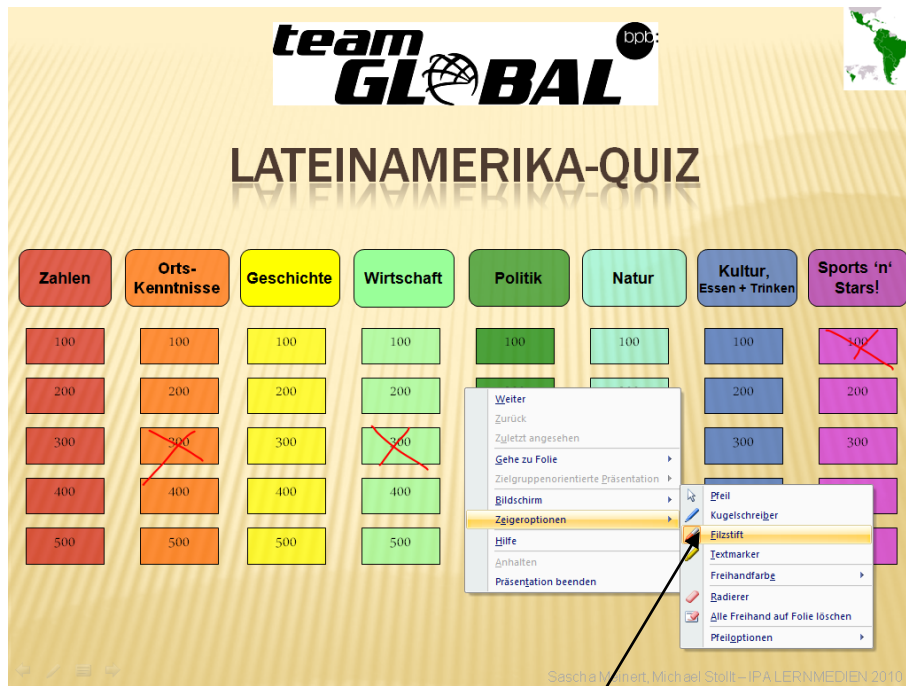 team
GLOBAL
bpb:
LATEINAMERIKA-QUIZ
Zahlen
Orts-
Kenntnisse
Geschichte
Wirtschaft
Politik
Natur
Kultur,
Essen + Trinken
Sports 'n'
Stars!
100 100 100 100 100 100 100 100
200 200 200 200 200 200
300 300 300 300 300 300
400 400 400 400
500 500 500 500
Weiter
Zurück
Zuletzt angesehen
Gehe zu Folie
Zielgruppenorientierte Präsentation
Bildschirm
Zeigeroptionen
Hilfe
Anhalten
Präsentation beenden
Pfeil
Kugelschreiber
Filzstift
Textmarker
Freihandfarbe
Radierer
Alle Freihand auf Folie löschen
Pfeiloptionen
Sascha Meinert, Michael Stollt – IPA LERNMEDIEN 2010